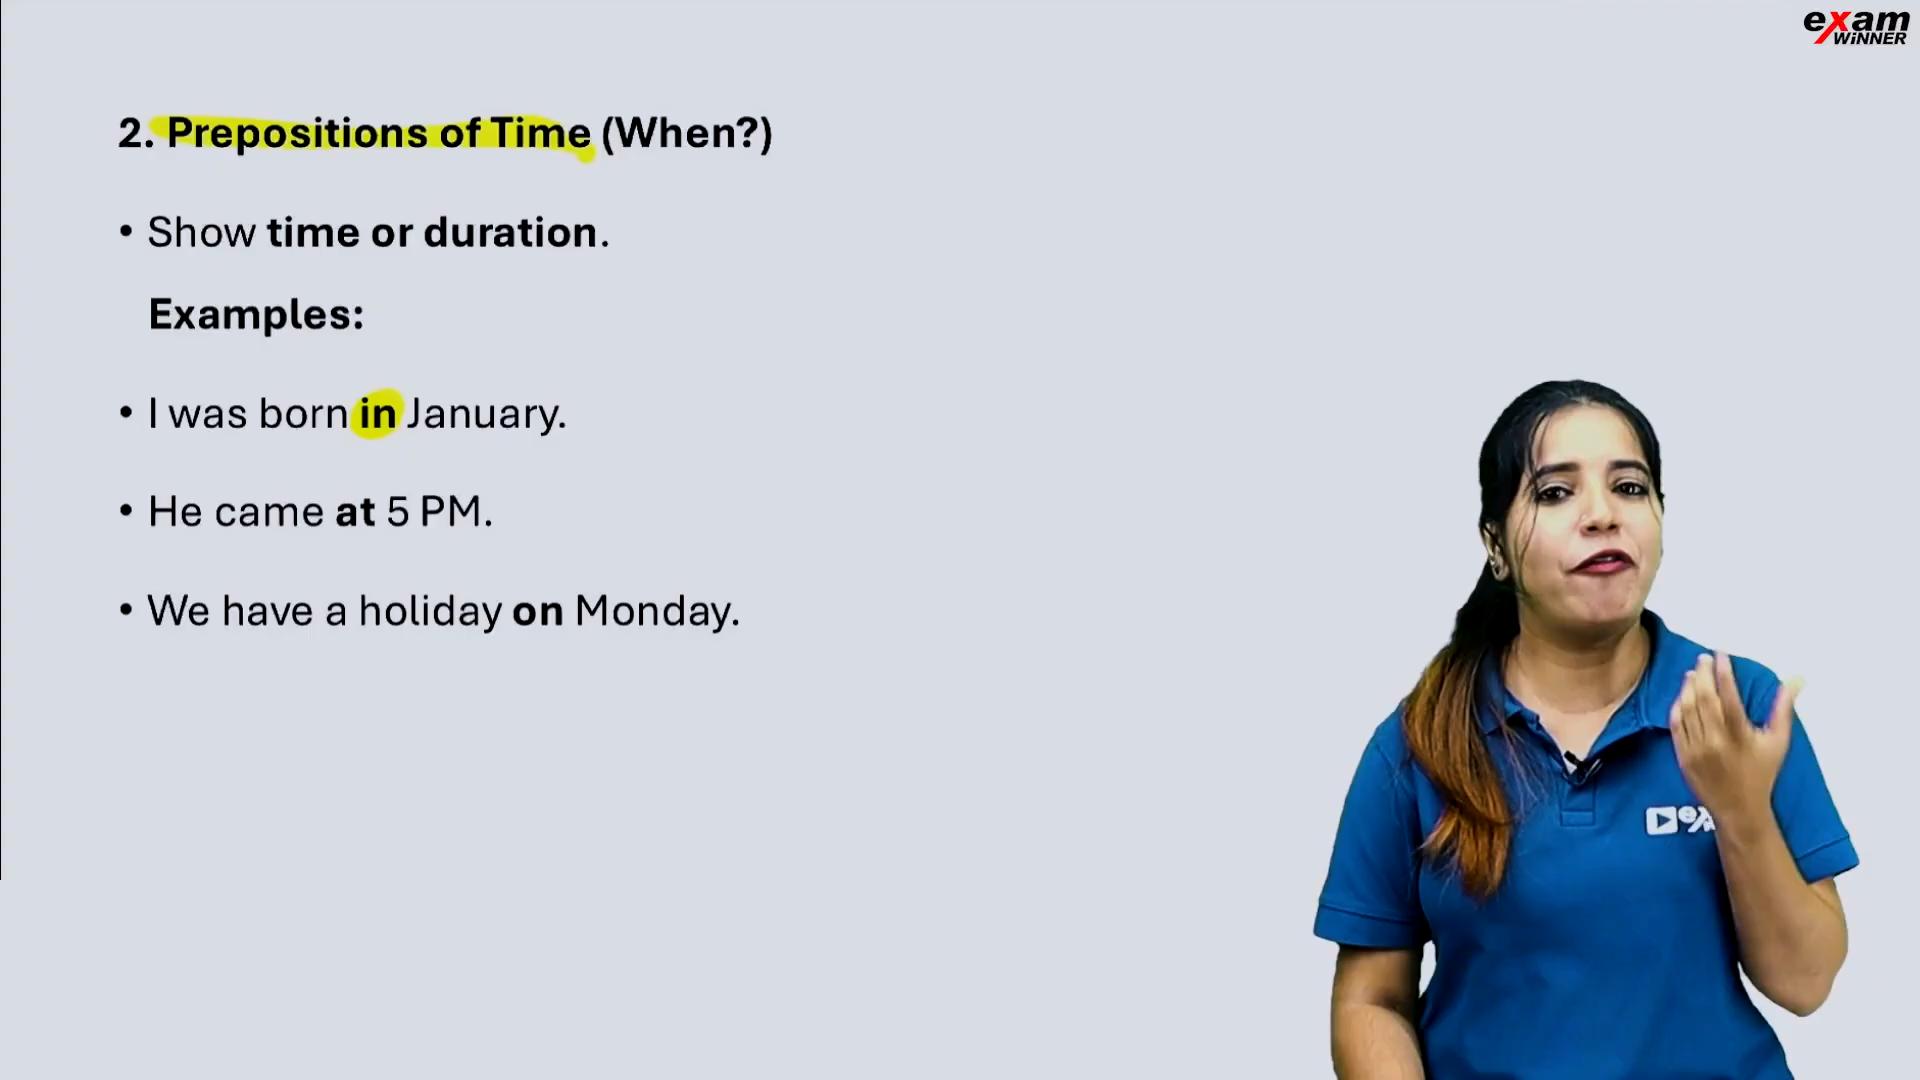 exam
WiNNER
2. Prepositions of Time (When?)
• Show time or duration.
Examples:
• I was born in January.
• He came at 5 PM.
• We have a holiday on Monday.